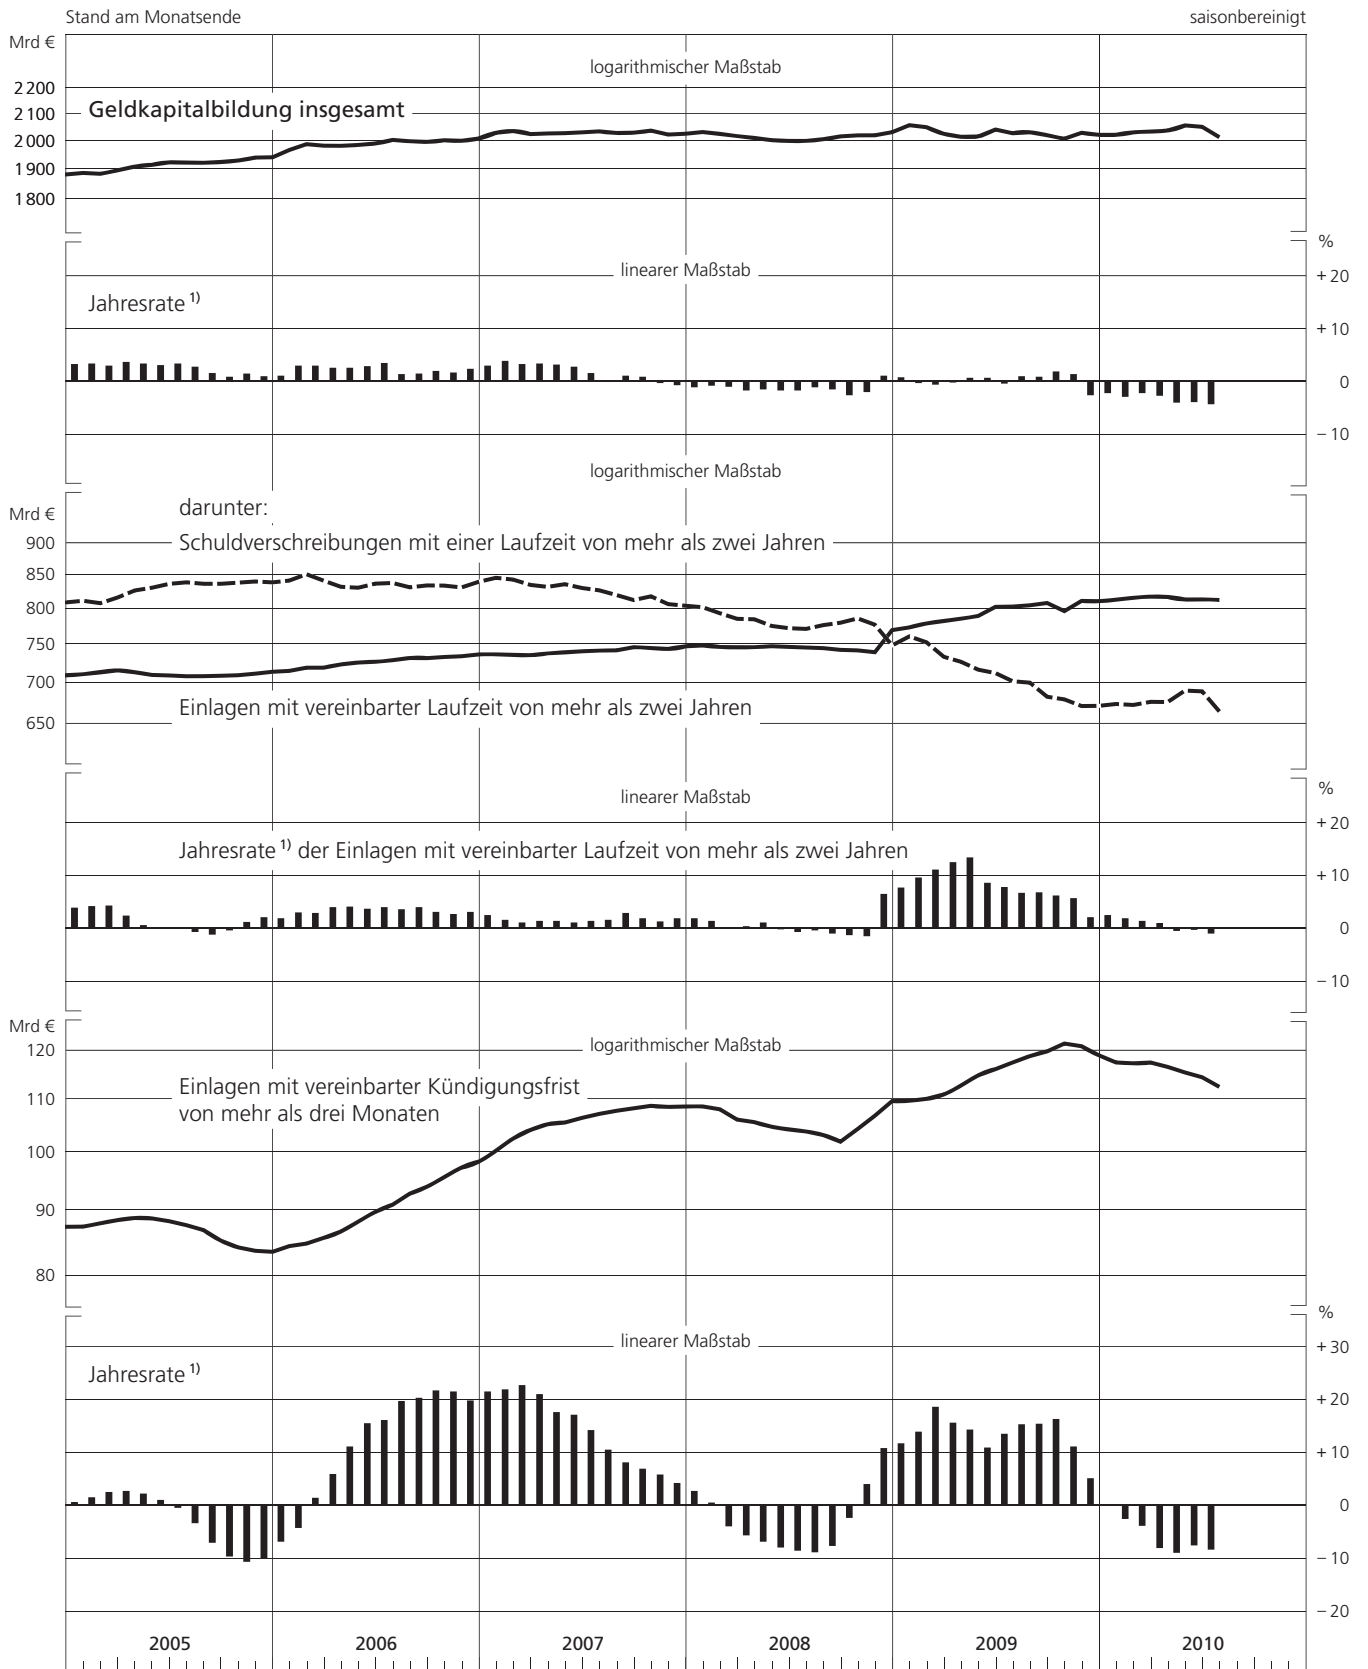 Stand am Monatsende
saisonbereinigt
Mrd €
logarithmischer Maßstab
2 200
Geldkapitalbildung insgesamt
2 100
2 000
1 900
1 800
%
linearer Maßstab
+ 20
Jahresrate 1)
+ 10
0
− 10
logarithmischer Maßstab
Mrd €
darunter:
900
Schuldverschreibungen mit einer Laufzeit von mehr als zwei Jahren
850
800
750
700
Einlagen mit vereinbarter Laufzeit von mehr als zwei Jahren
650
%
linearer Maßstab
+ 20
Jahresrate 1) der Einlagen mit vereinbarter Laufzeit von mehr als zwei Jahren
+ 10
0
− 10
Mrd €
logarithmischer Maßstab
120
Einlagen mit vereinbarter Kündigungsfrist
von mehr als drei Monaten
110
100
90
80
%
linearer Maßstab
+ 30
Jahresrate 1)
+ 20
+ 10
0
− 10
− 20
2005 2006 2007 2008 2009 2010